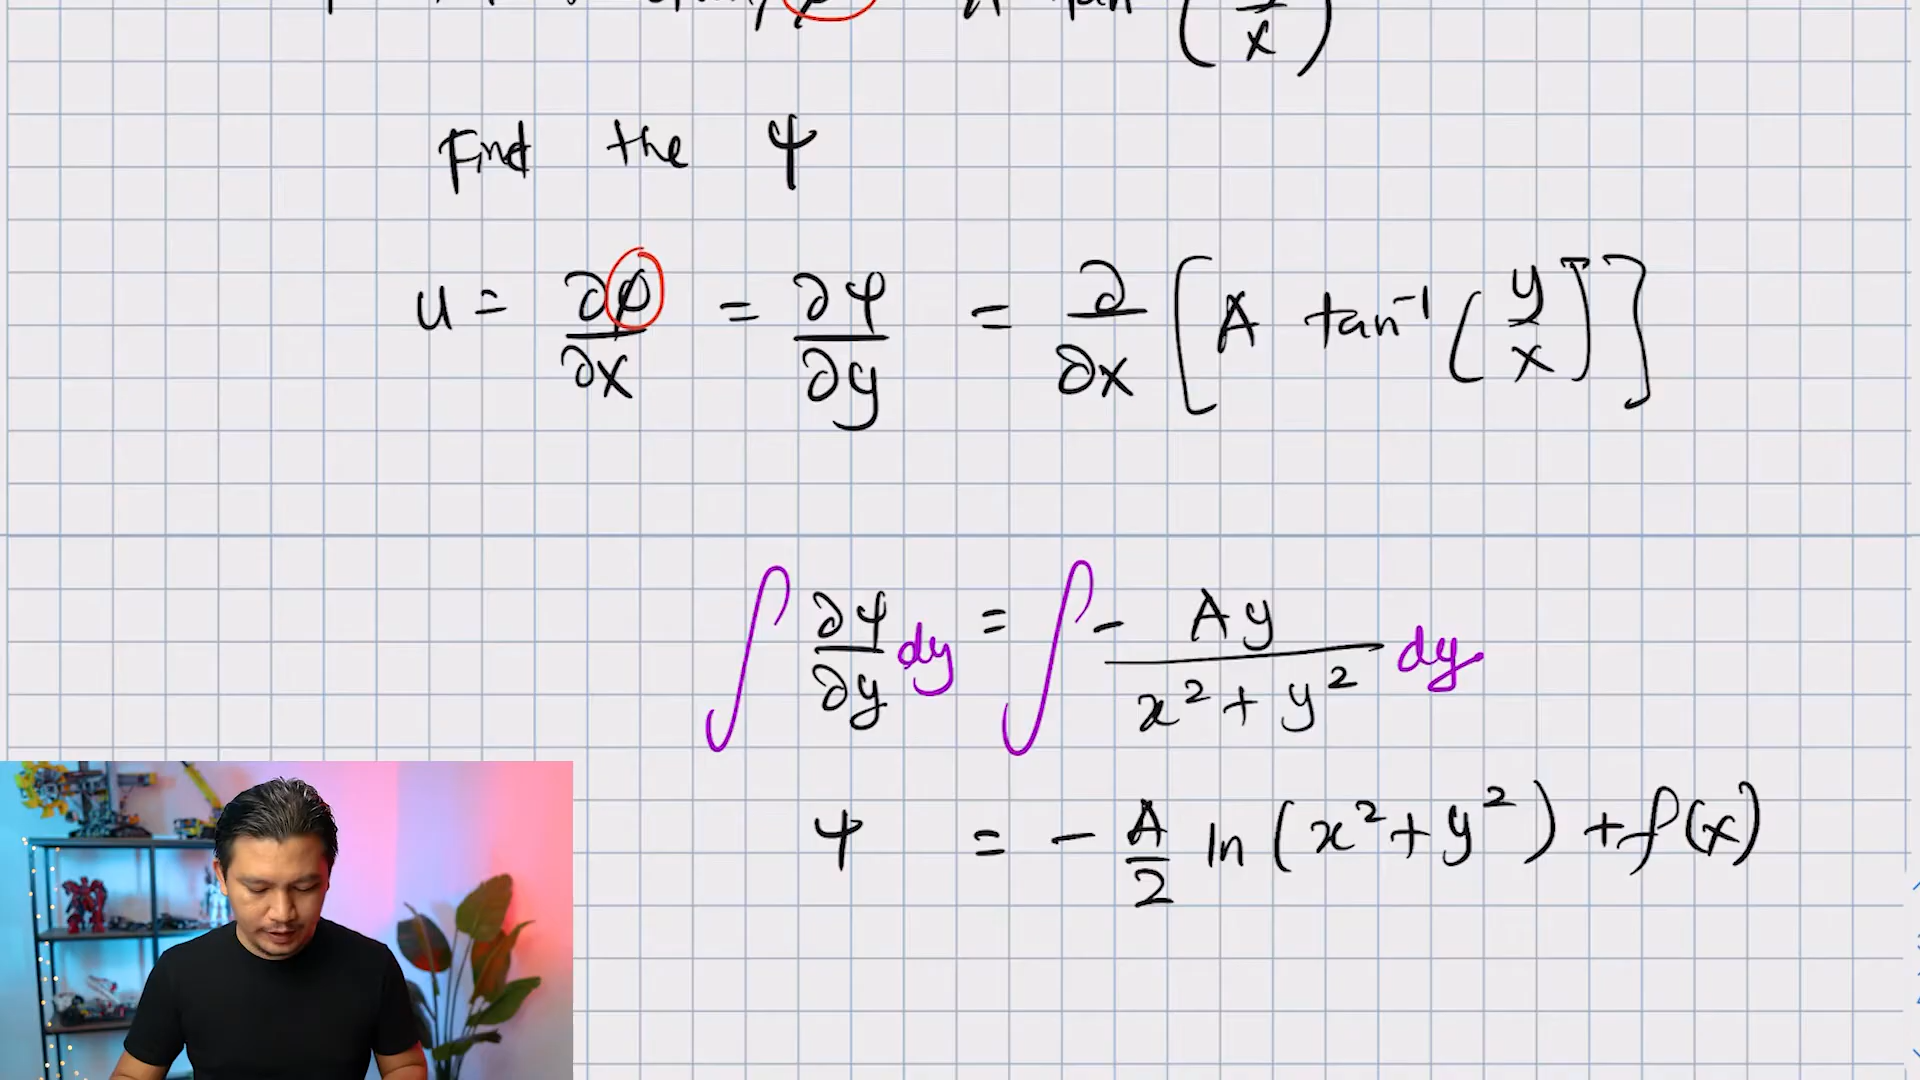 x
Find the ψ
u = ∂φ/∂x = ∂ψ/∂y = ∂/∂x [A tan⁻¹(y/x)]
∫ ∂ψ/∂y dy = ∫ - Ay/(x² + y²) dy
ψ = - A/2 ln(x² + y²) + f(x)